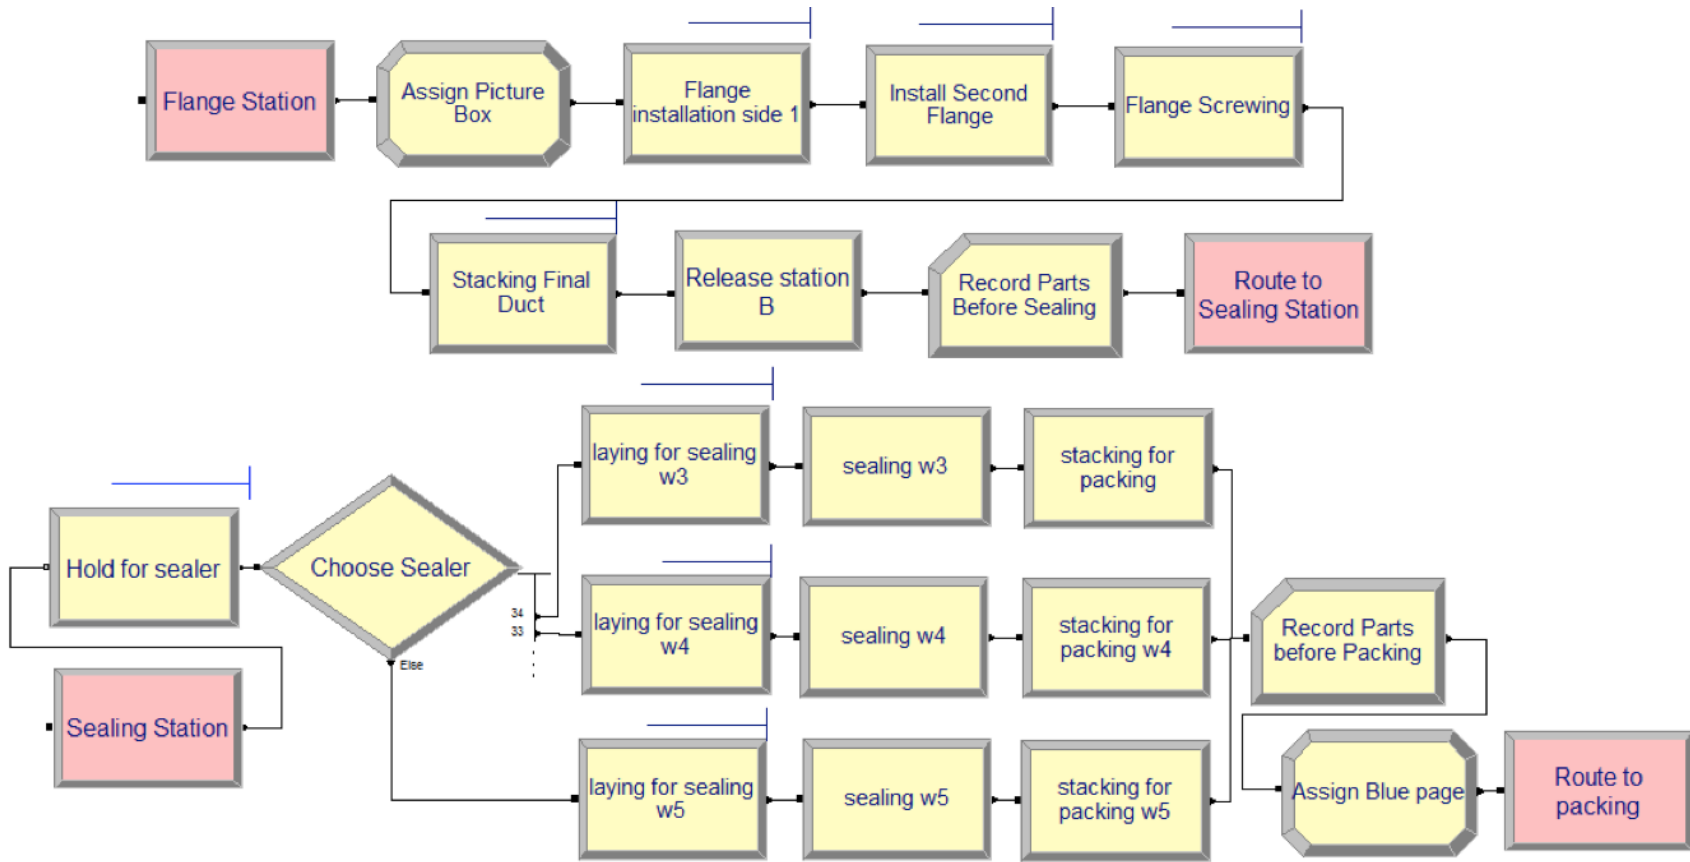 Flange Station
Assign Picture
Box
Flange
installation side 1
Install Second
Flange
Flange Screwing
Stacking Final
Duct
Release station
B
Record Parts
Before Sealing
Route to
Sealing Station
Hold for sealer
Sealing Station
Choose Sealer
34
33
Else
laying for sealing
w3
sealing w3
stacking for
packing
laying for sealing
w4
sealing w4
stacking for
packing w4
laying for sealing
w5
sealing w5
stacking for
packing w5
Record Parts
before Packing
Assign Blue page
Route to
packing